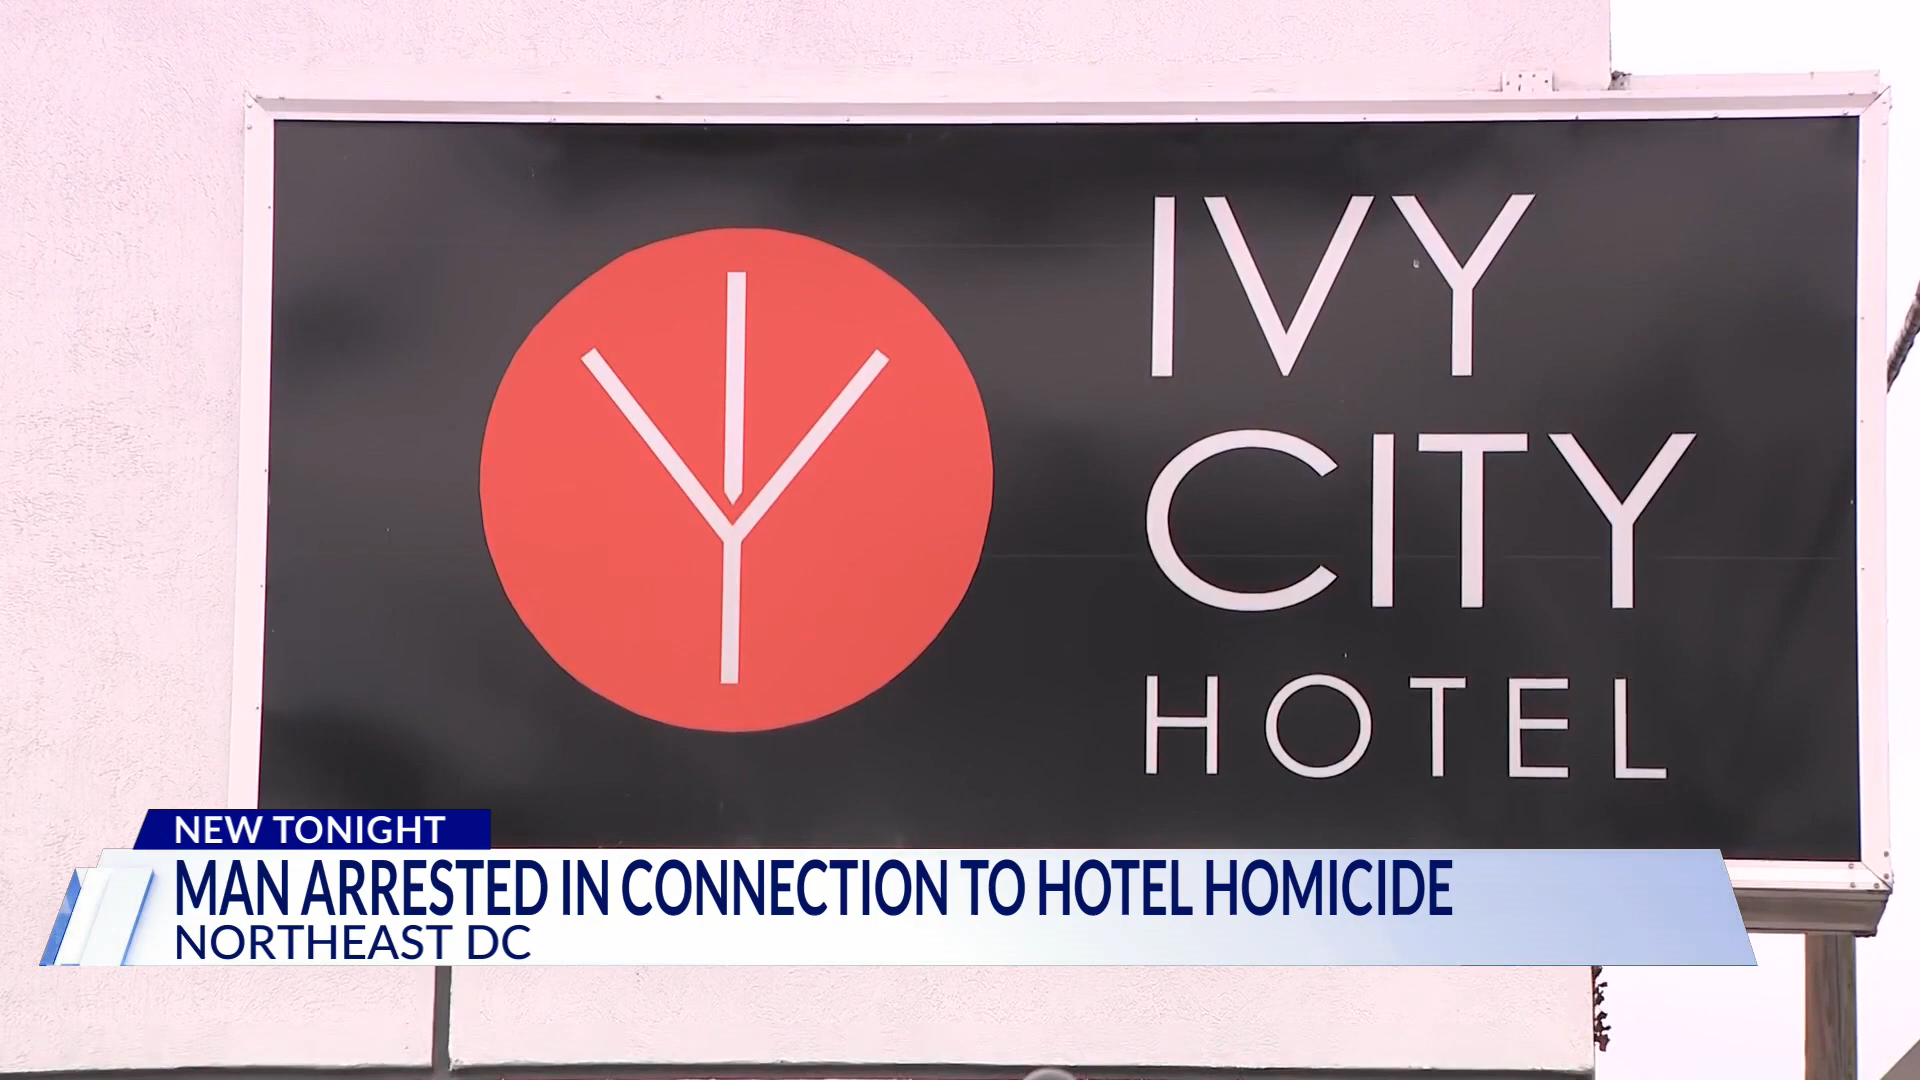 IVY
CITY
HOTEL
NEW TONIGHT
MAN ARRESTED IN CONNECTION TO HOTEL HOMICIDE
NORTHEAST DC